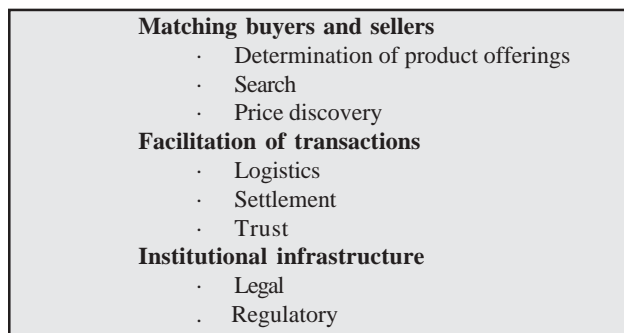 Matching buyers and sellers
· Determination of product offerings
· Search
· Price discovery
Facilitation of transactions
· Logistics
· Settlement
· Trust
Institutional infrastructure
· Legal
. Regulatory